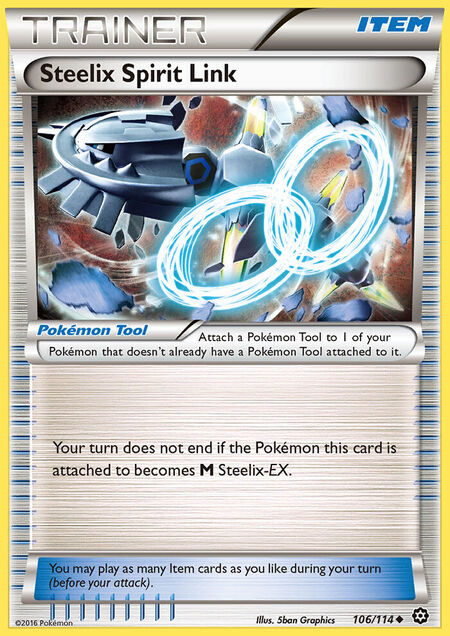 TRAINER
ITEM
Steelix Spirit Link
Pokémon Tool
Attach a Pokémon Tool to 1 of your
Pokémon that doesn't already have a Pokémon Tool attached to it.
Your turn does not end if the Pokémon this card is
attached to becomes M Steelix-EX.
You may play as many Item cards as you like during your turn
(before your attack).
©2016 Pokémon
Illus. 5ban Graphics
106/114